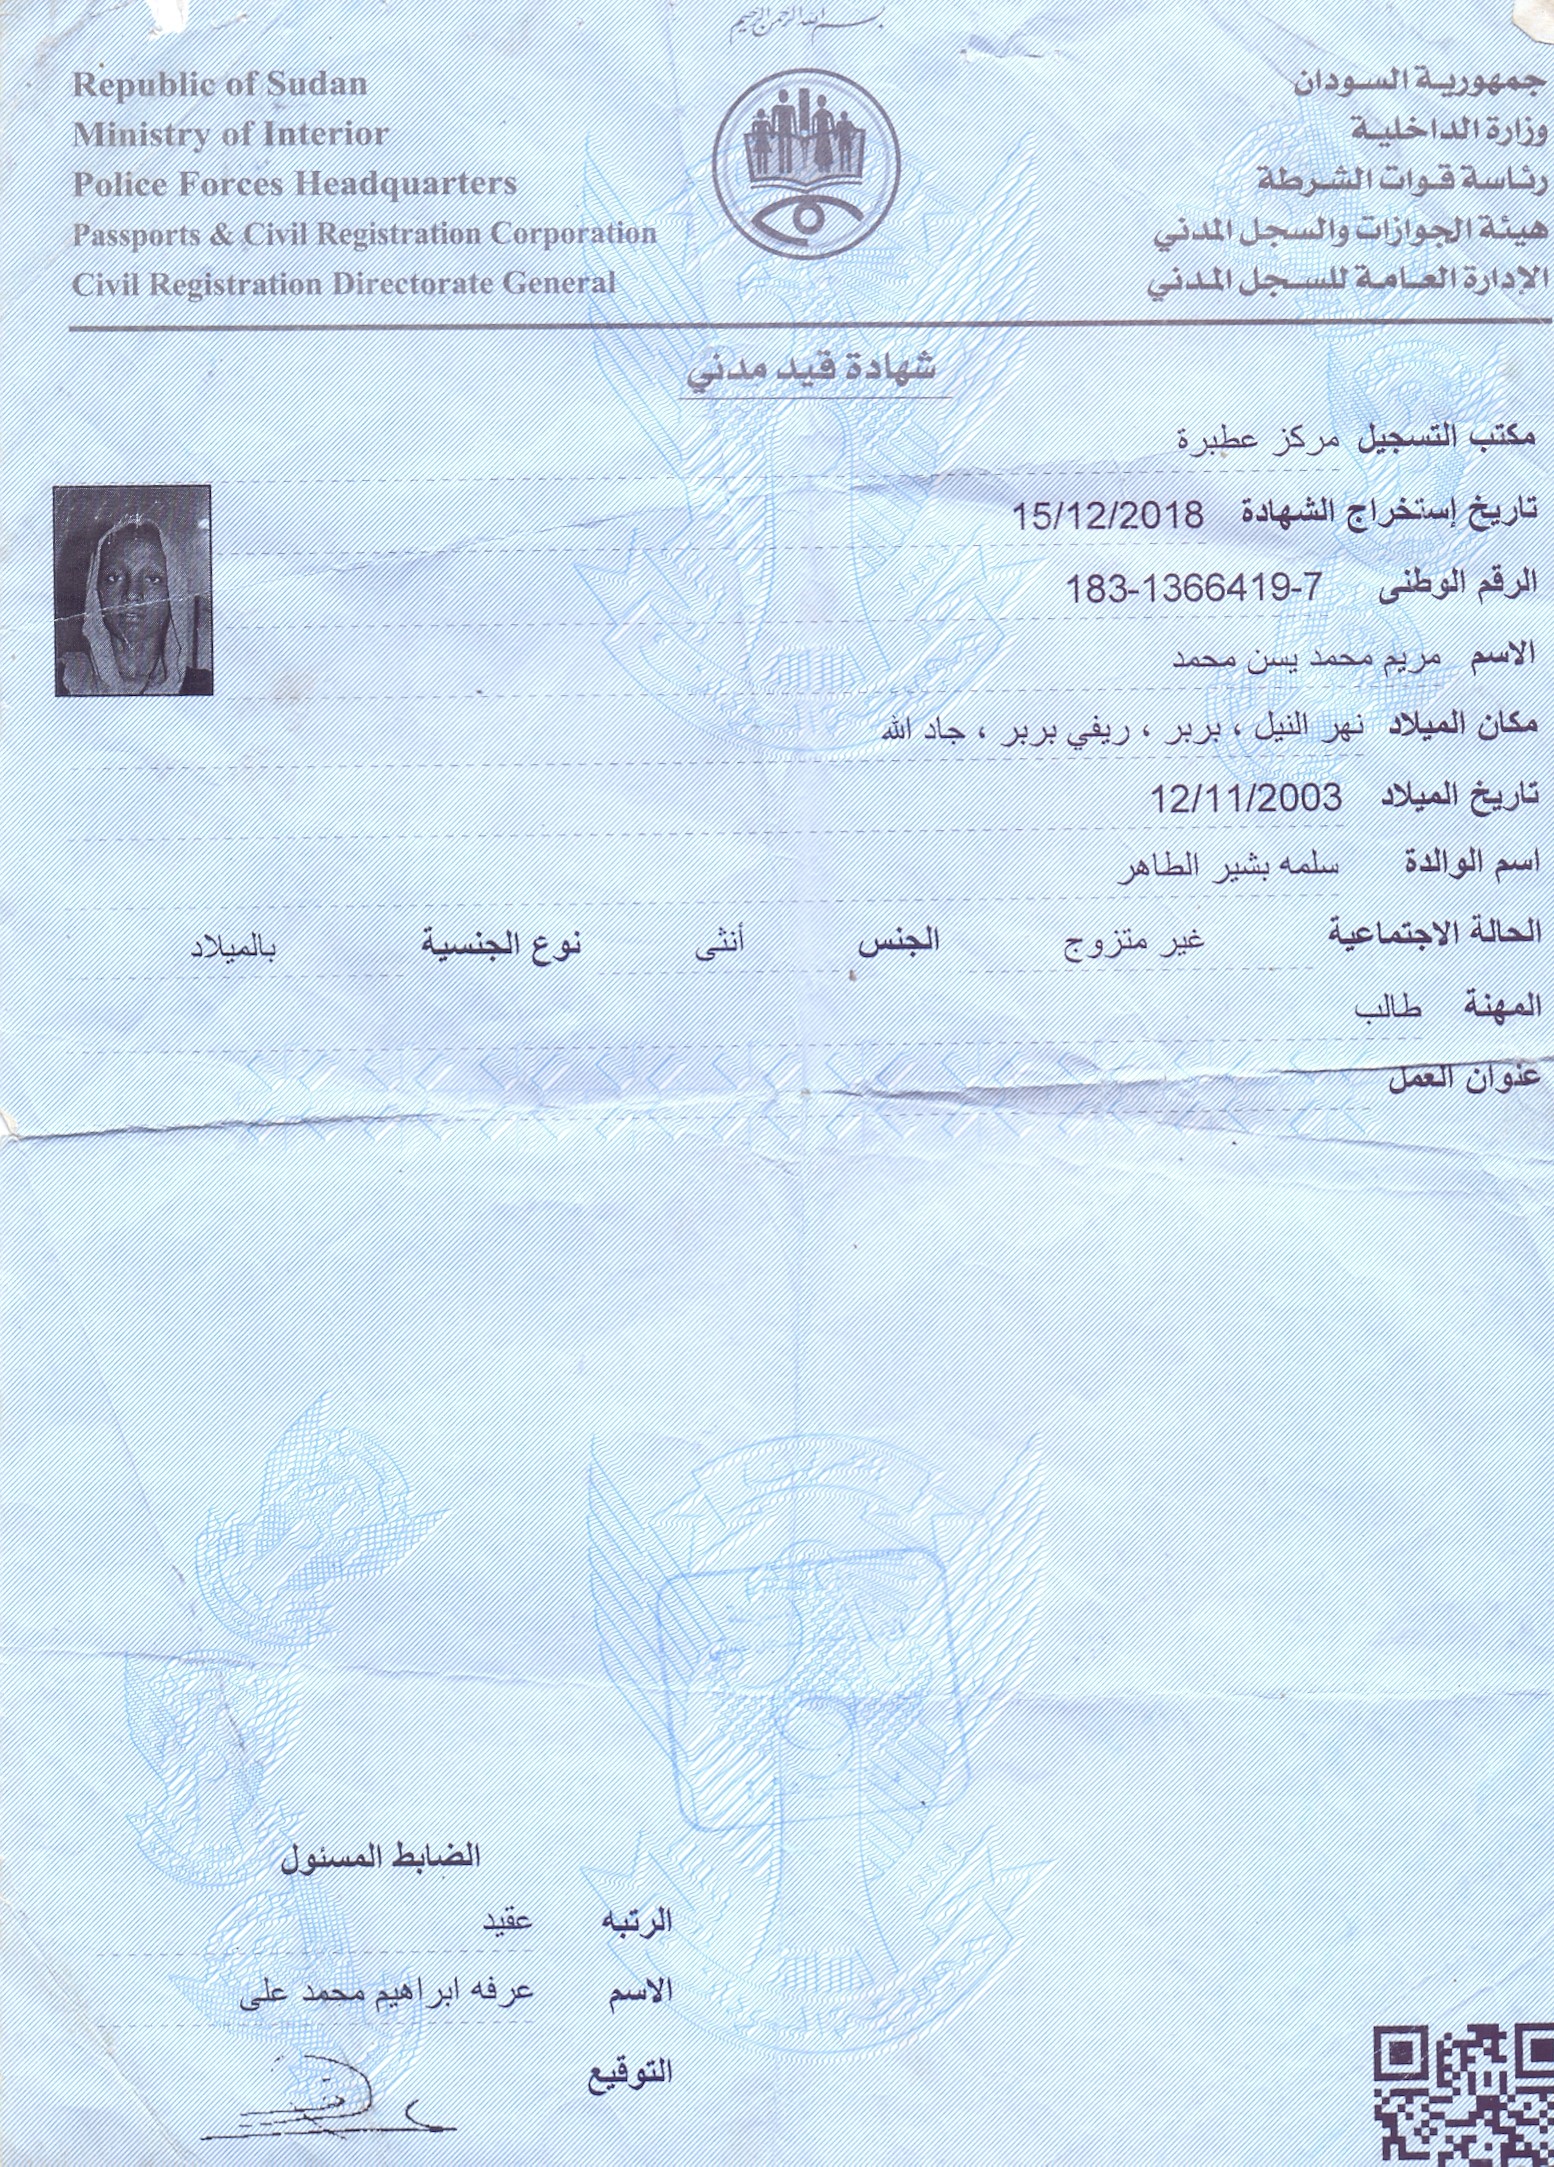 بسم الله الرحمن الرحيم
Republic of Sudan
Ministry of Interior
Police Forces Headquarters
Passports & Civil Registration Corporation
Civil Registration Directorate General
جمهورية السودان
وزارة الداخلية
رئاسة قوات الشرطة
هيئة الجوازات والسجل المدني
الإدارة العامة للسجل المدني
شهادة قيد مدني
مكتب التسجيل مركز عطبرة
تاريخ إستخراج الشهادة 15/12/2018
الرقم الوطنى 183-1366419-7
الاسم مريم محمد يسن محمد
مكان الميلاد نهر النيل ، بربر ، ريفي بربر ، جاد الله
تاريخ الميلاد 12/11/2003
اسم الوالدة سلمه بشير الطاهر
الحالة الاجتماعية غير متزوج الجنس أنثى نوع الجنسية بالميلاد
المهنة طالب
عنوان العمل
الضابط المسئول
الرتبه عقيد
الاسم عرفه ابراهيم محمد على
التوقيع